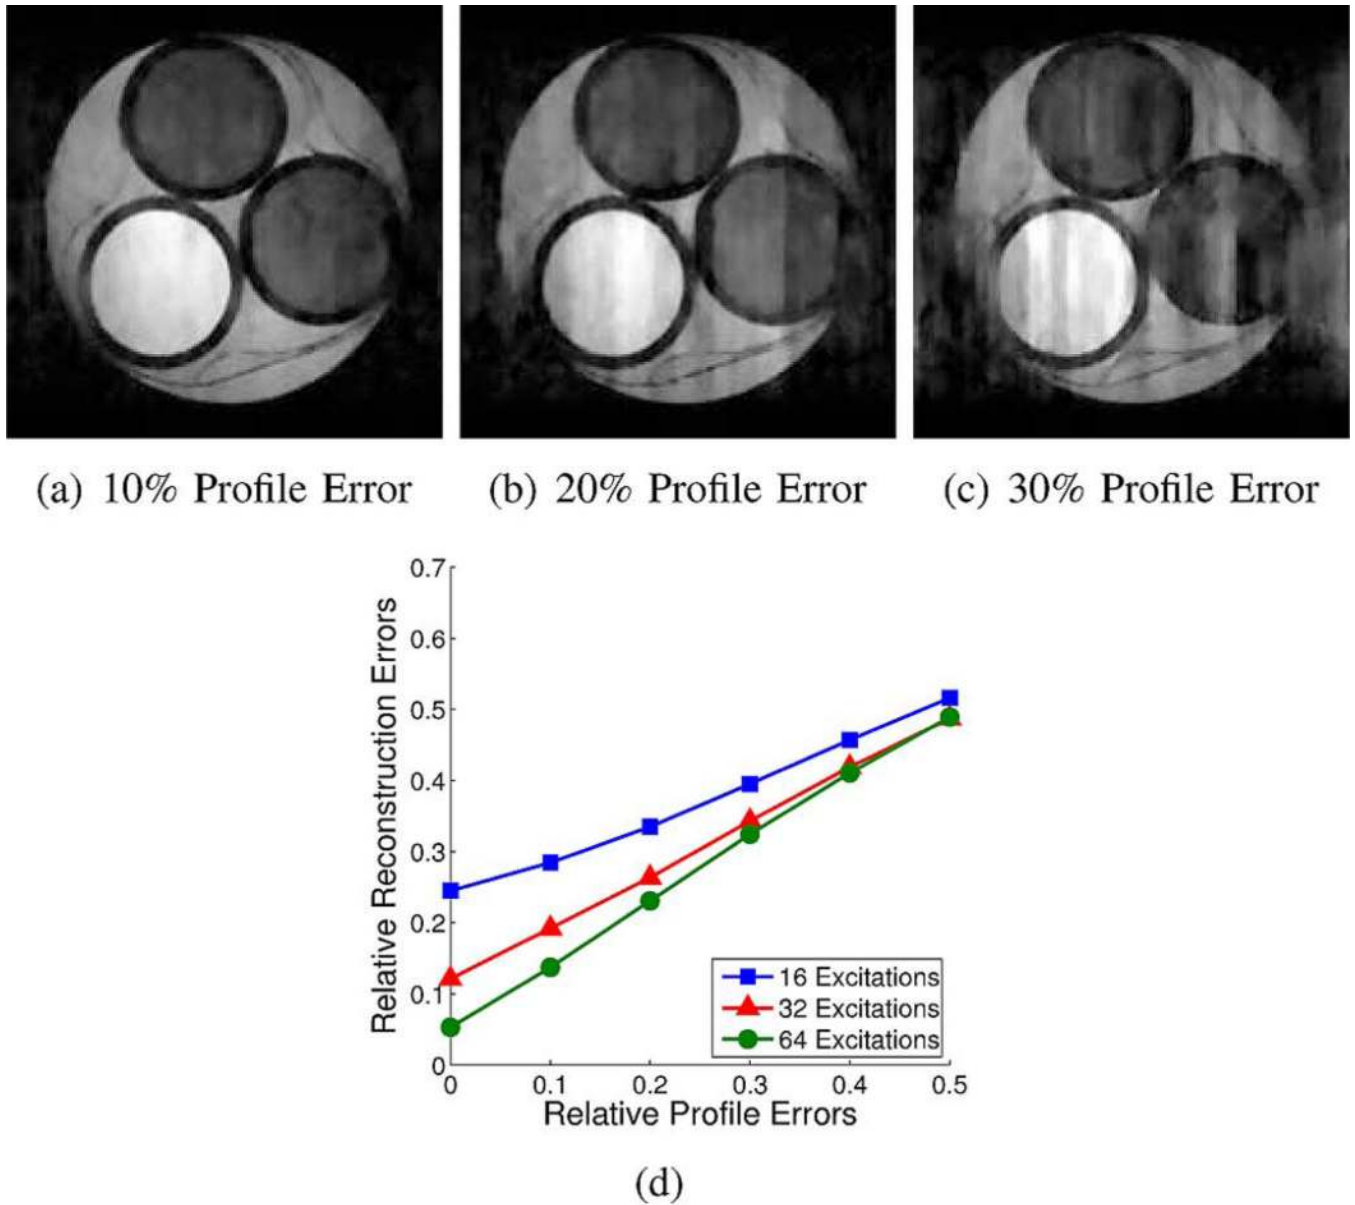 (a) 10% Profile Error
(b) 20% Profile Error
(c) 30% Profile Error
Relative Reconstruction Errors
0.7
0.6
0.5
0.4
0.3
0.2
0.1
0
16 Excitations
32 Excitations
64 Excitations
0 0.1 0.2 0.3 0.4 0.5
Relative Profile Errors
(d)